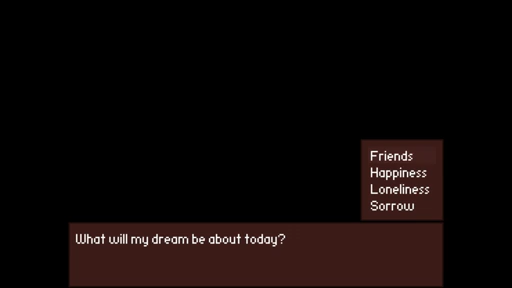 Friends
Happiness
Loneliness
Sorrow
What will my dream be about today?